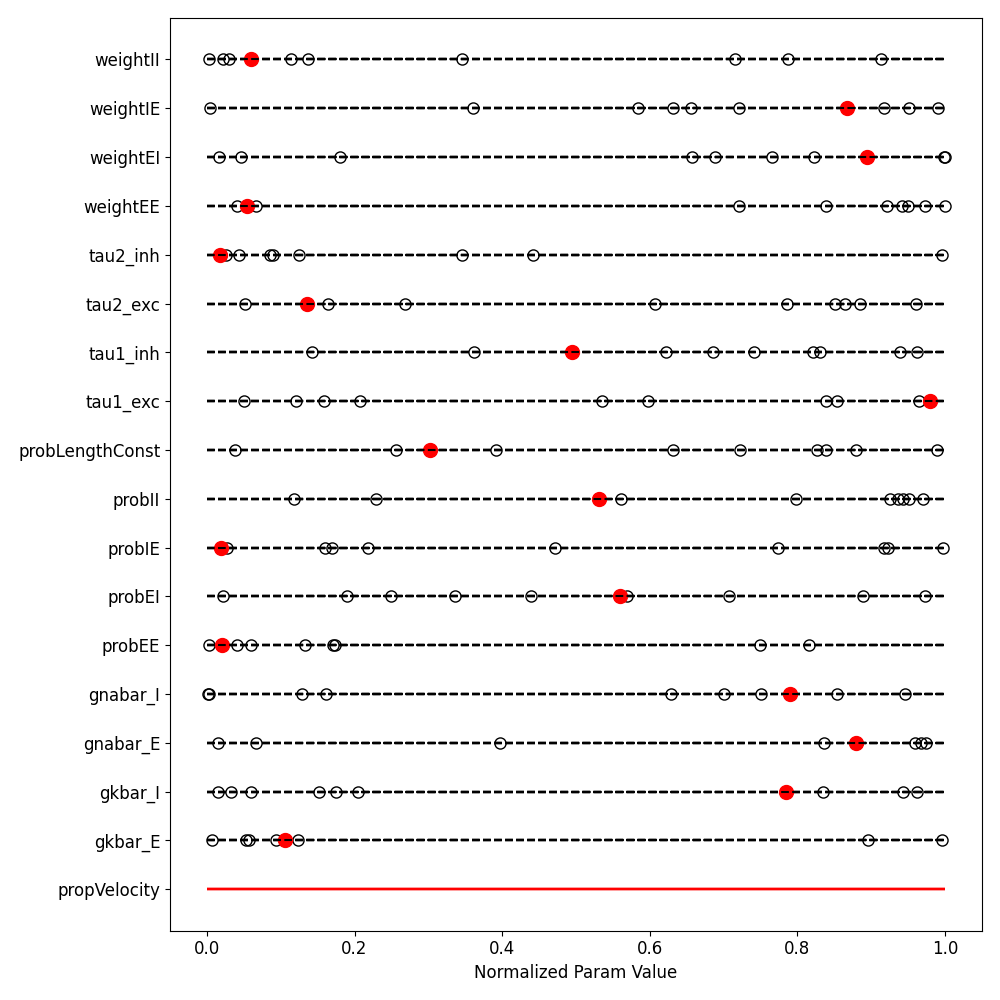 weightII
weightIE
weightEI
weightEE
tau2_inh
tau2_exc
tau1_inh
tau1_exc
probLengthConst
probII
probIE
probEI
probEE
gnabar_I
gnabar_E
gkbar_I
gkbar_E
propVelocity
0.0 0.2 0.4 0.6 0.8 1.0
Normalized Param Value